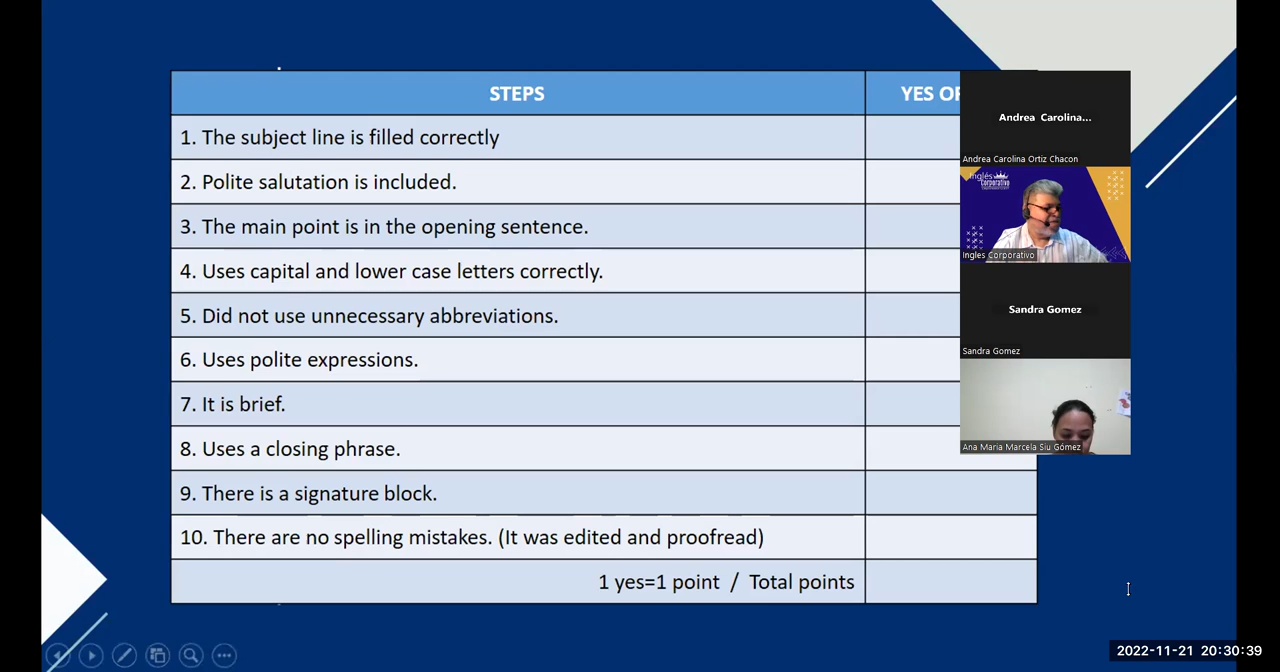 STEPS
YES OF
1. The subject line is filled correctly
2. Polite salutation is included.
3. The main point is in the opening sentence.
4. Uses capital and lower case letters correctly.
5. Did not use unnecessary abbreviations.
6. Uses polite expressions.
7. It is brief.
8. Uses a closing phrase.
9. There is a signature block.
10. There are no spelling mistakes. (It was edited and proofread)
1 yes=1 point / Total points
Andrea Carolina...
Andrea Carolina Ortiz Chacon
Inglés
Corporativo
Ingles Corporativo
Sandra Gomez
Sandra Gomez
Ana Maria Marcela Siu Gómez
2022-11-21 20:30:39